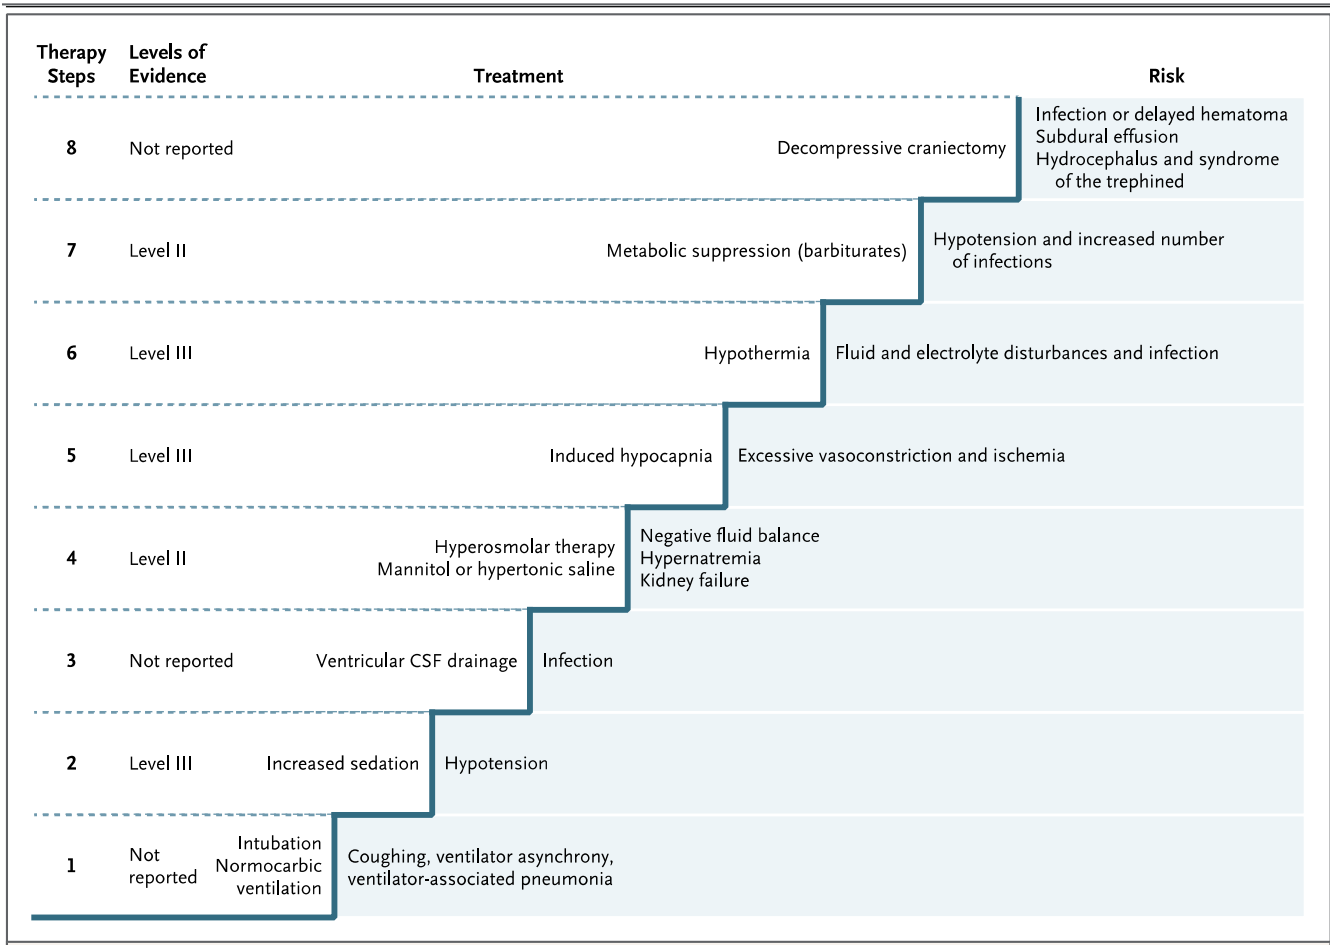 Therapy Steps
Levels of Evidence
Treatment
Risk
8
Not reported
Decompressive craniectomy
Infection or delayed hematoma
Subdural effusion
Hydrocephalus and syndrome
of the trephined
7
Level II
Metabolic suppression (barbiturates)
Hypotension and increased number
of infections
6
Level III
Hypothermia
Fluid and electrolyte disturbances and infection
5
Level III
Induced hypocapnia
Excessive vasoconstriction and ischemia
4
Level II
Hyperosmolar therapy
Mannitol or hypertonic saline
Negative fluid balance
Hypernatremia
Kidney failure
3
Not reported
Ventricular CSF drainage
Infection
2
Level III
Increased sedation
Hypotension
1
Not
reported
Intubation
Normocarbic
ventilation
Coughing, ventilator asynchrony,
ventilator-associated pneumonia